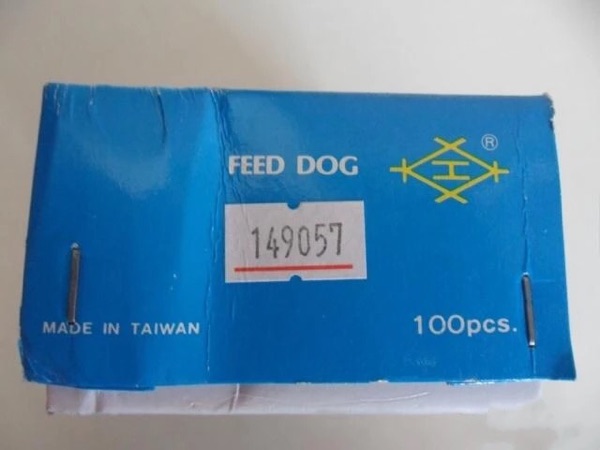 FEED DOG
H ®
149057
MADE IN TAIWAN
100pcs.